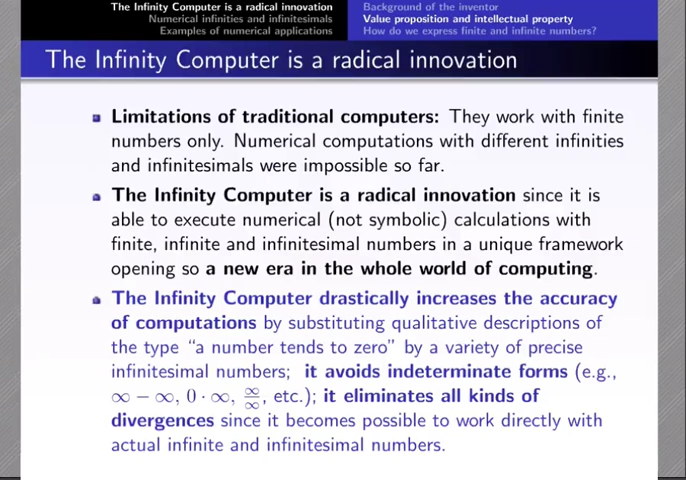 The Infinity Computer is a radical innovation
Numerical infinities and infinitesimals
Examples of numerical applications
Background of the inventor
Value proposition and intellectual property
How do we express finite and infinite numbers?
The Infinity Computer is a radical innovation
Limitations of traditional computers: They work with finite
numbers only. Numerical computations with different infinities
and infinitesimals were impossible so far.
The Infinity Computer is a radical innovation since it is
able to execute numerical (not symbolic) calculations with
finite, infinite and infinitesimal numbers in a unique framework
opening so a new era in the whole world of computing.
The Infinity Computer drastically increases the accuracy
of computations by substituting qualitative descriptions of
the type “a number tends to zero” by a variety of precise
infinitesimal numbers; it avoids indeterminate forms (e.g.,
∞ − ∞, 0 · ∞, ∞/∞, etc.); it eliminates all kinds of
divergences since it becomes possible to work directly with
actual infinite and infinitesimal numbers.